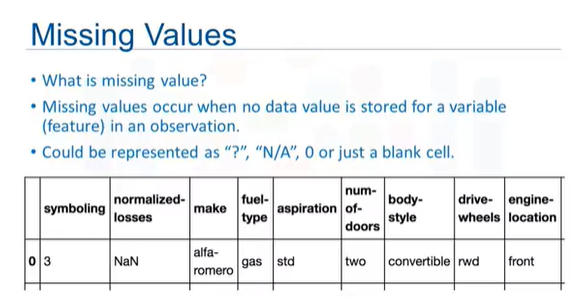 Missing Values
• What is missing value?
• Missing values occur when no data value is stored for a variable
(feature) in an observation.
• Could be represented as “?”, “N/A”, 0 or just a blank cell.
symboling normalized-losses make fuel-type aspiration num-of-doors body-style drive-wheels engine-location
0 3 NaN alfa-romero gas std two convertible rwd front